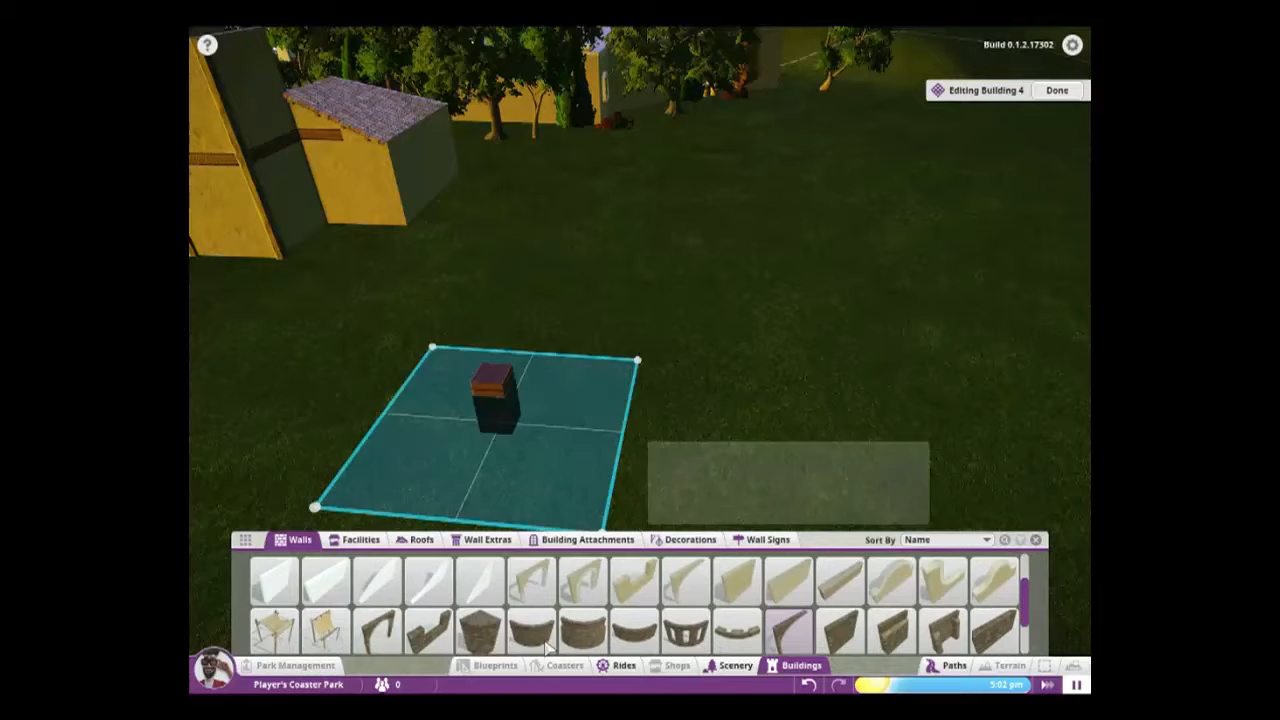 ?
Build 0.1.2.17302
Editing Building 4 Done
Walls Facilities Roofs Wall Extras Building Attachments Decorations Wall Signs Sort By Name
Park Management Blueprints Coasters Rides Shops Scenery Buildings Paths Terrain
Player's Coaster Park 0 5:02 pm